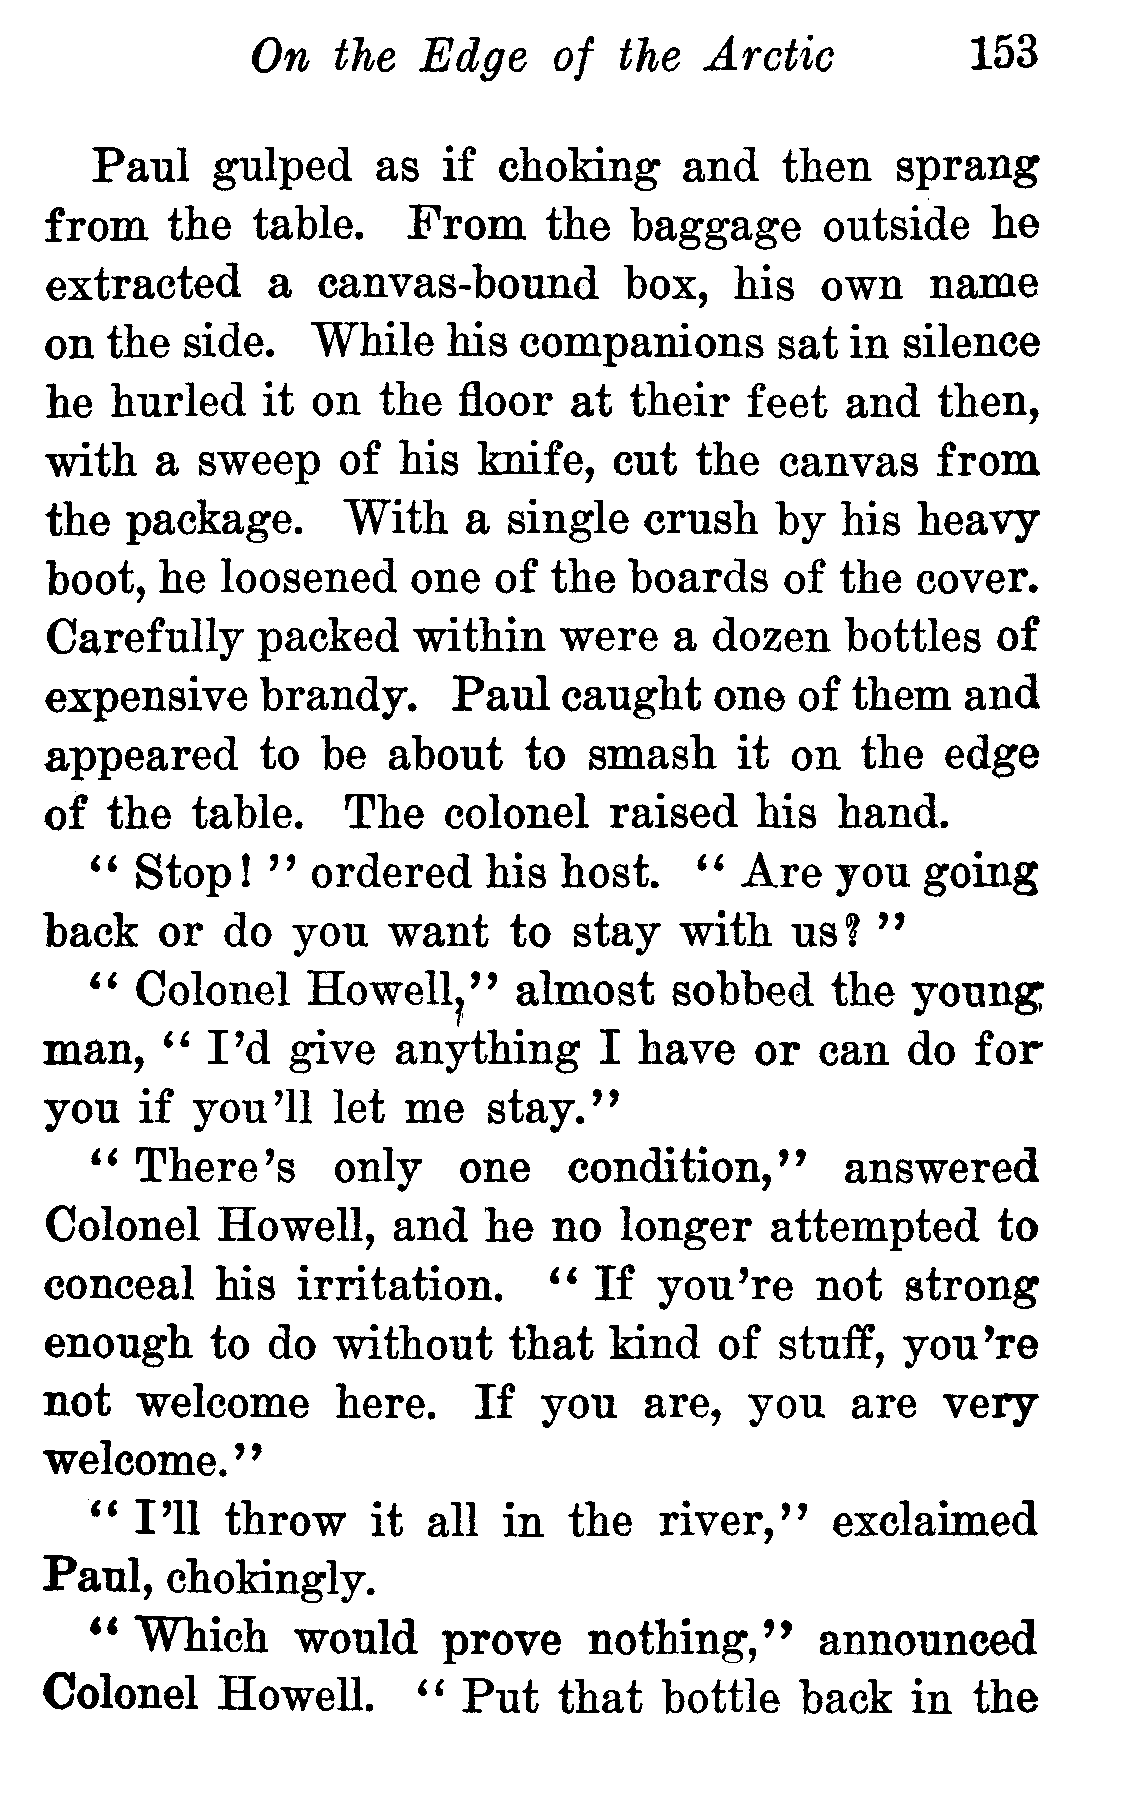 On the Edge of the Arctic 153
Paul gulped as if choking and then sprang
from the table. From the baggage outside he
extracted a canvas-bound box, his own name
on the side. While his companions sat in silence
he hurled it on the floor at their feet and then,
with a sweep of his knife, cut the canvas from
the package. With a single crush by his heavy
boot, he loosened one of the boards of the cover.
Carefully packed within were a dozen bottles of
expensive brandy. Paul caught one of them and
appeared to be about to smash it on the edge
of the table. The colonel raised his hand.
“ Stop! ” ordered his host. “ Are you going
back or do you want to stay with us? ”
“ Colonel Howell,” almost sobbed the young
man, “ I’d give anything I have or can do for
you if you’ll let me stay.”
“ There’s only one condition,” answered
Colonel Howell, and he no longer attempted to
conceal his irritation. “ If you’re not strong
enough to do without that kind of stuff, you’re
not welcome here. If you are, you are very
welcome.”
“ I’ll throw it all in the river,” exclaimed
Paul, chokingly.
“ Which would prove nothing,” announced
Colonel Howell. “ Put that bottle back in the